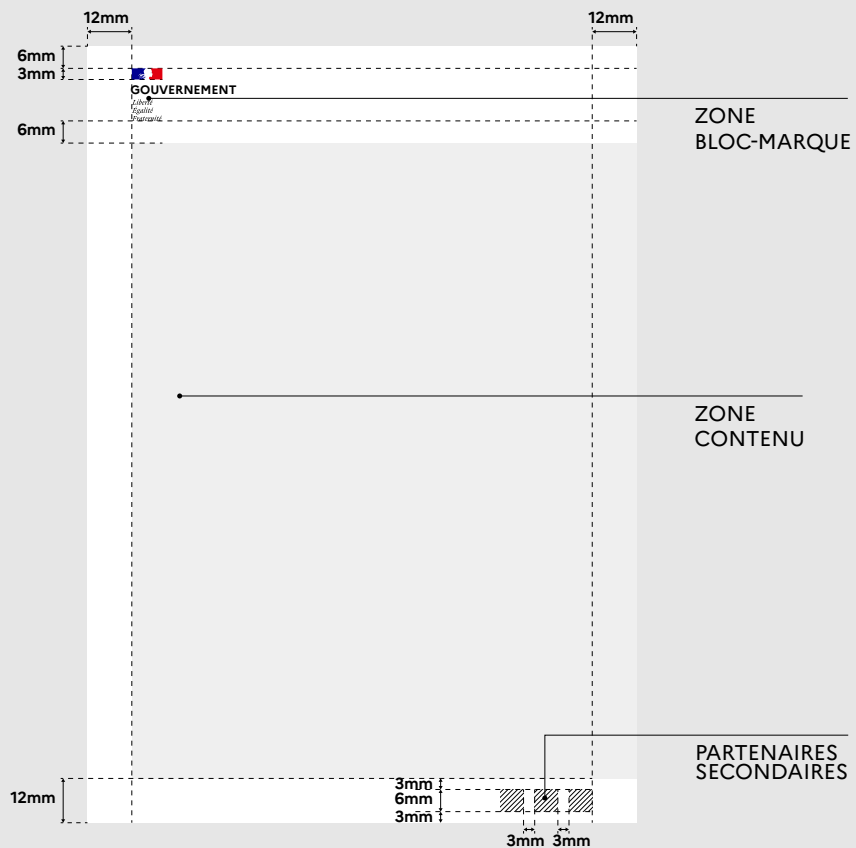 12mm
12mm
6mm
3mm
GOUVERNEMENT
Liberté
Égalité
Fraternité
6mm
ZONE
BLOC-MARQUE
ZONE
CONTENU
PARTENAIRES
SECONDAIRES
12mm
3mm
6mm
3mm
3mm
3mm